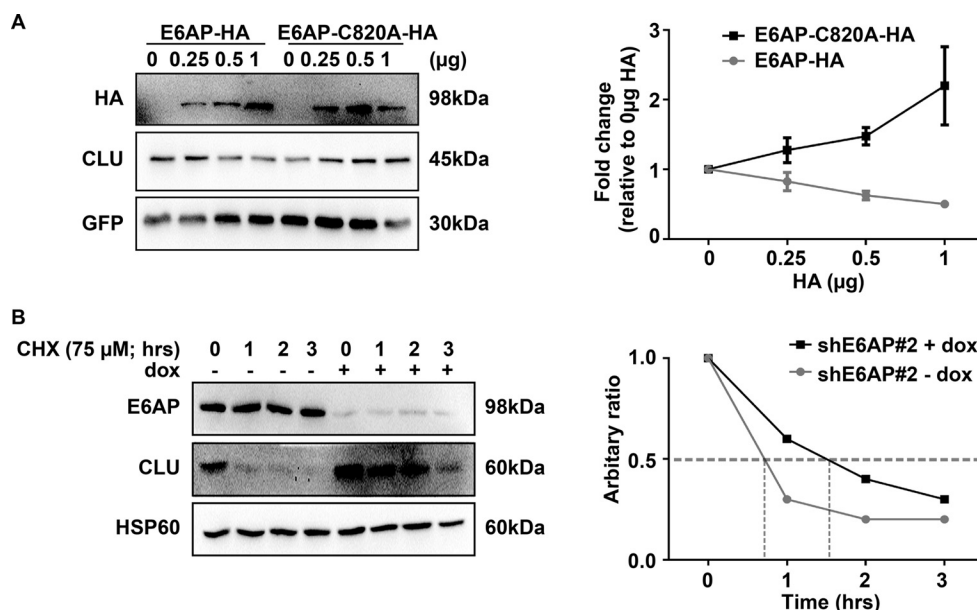 A
E6AP-HA E6AP-C820A-HA
0 0.25 0.5 1 0 0.25 0.5 1 (µg)
HA 98kDa
CLU 45kDa
GFP 30kDa
Fold change
(relative to 0µg HA)
3
2
1
0
E6AP-C820A-HA
E6AP-HA
0 0.25 0.5 1
HA (µg)
B
CHX (75 µM; hrs) 0 1 2 3 0 1 2 3
dox - - - - + + + +
E6AP 98kDa
CLU 60kDa
HSP60 60kDa
Arbitary ratio
1.0
0.5
0.0
shE6AP#2 + dox
shE6AP#2 - dox
0 1 2 3
Time (hrs)